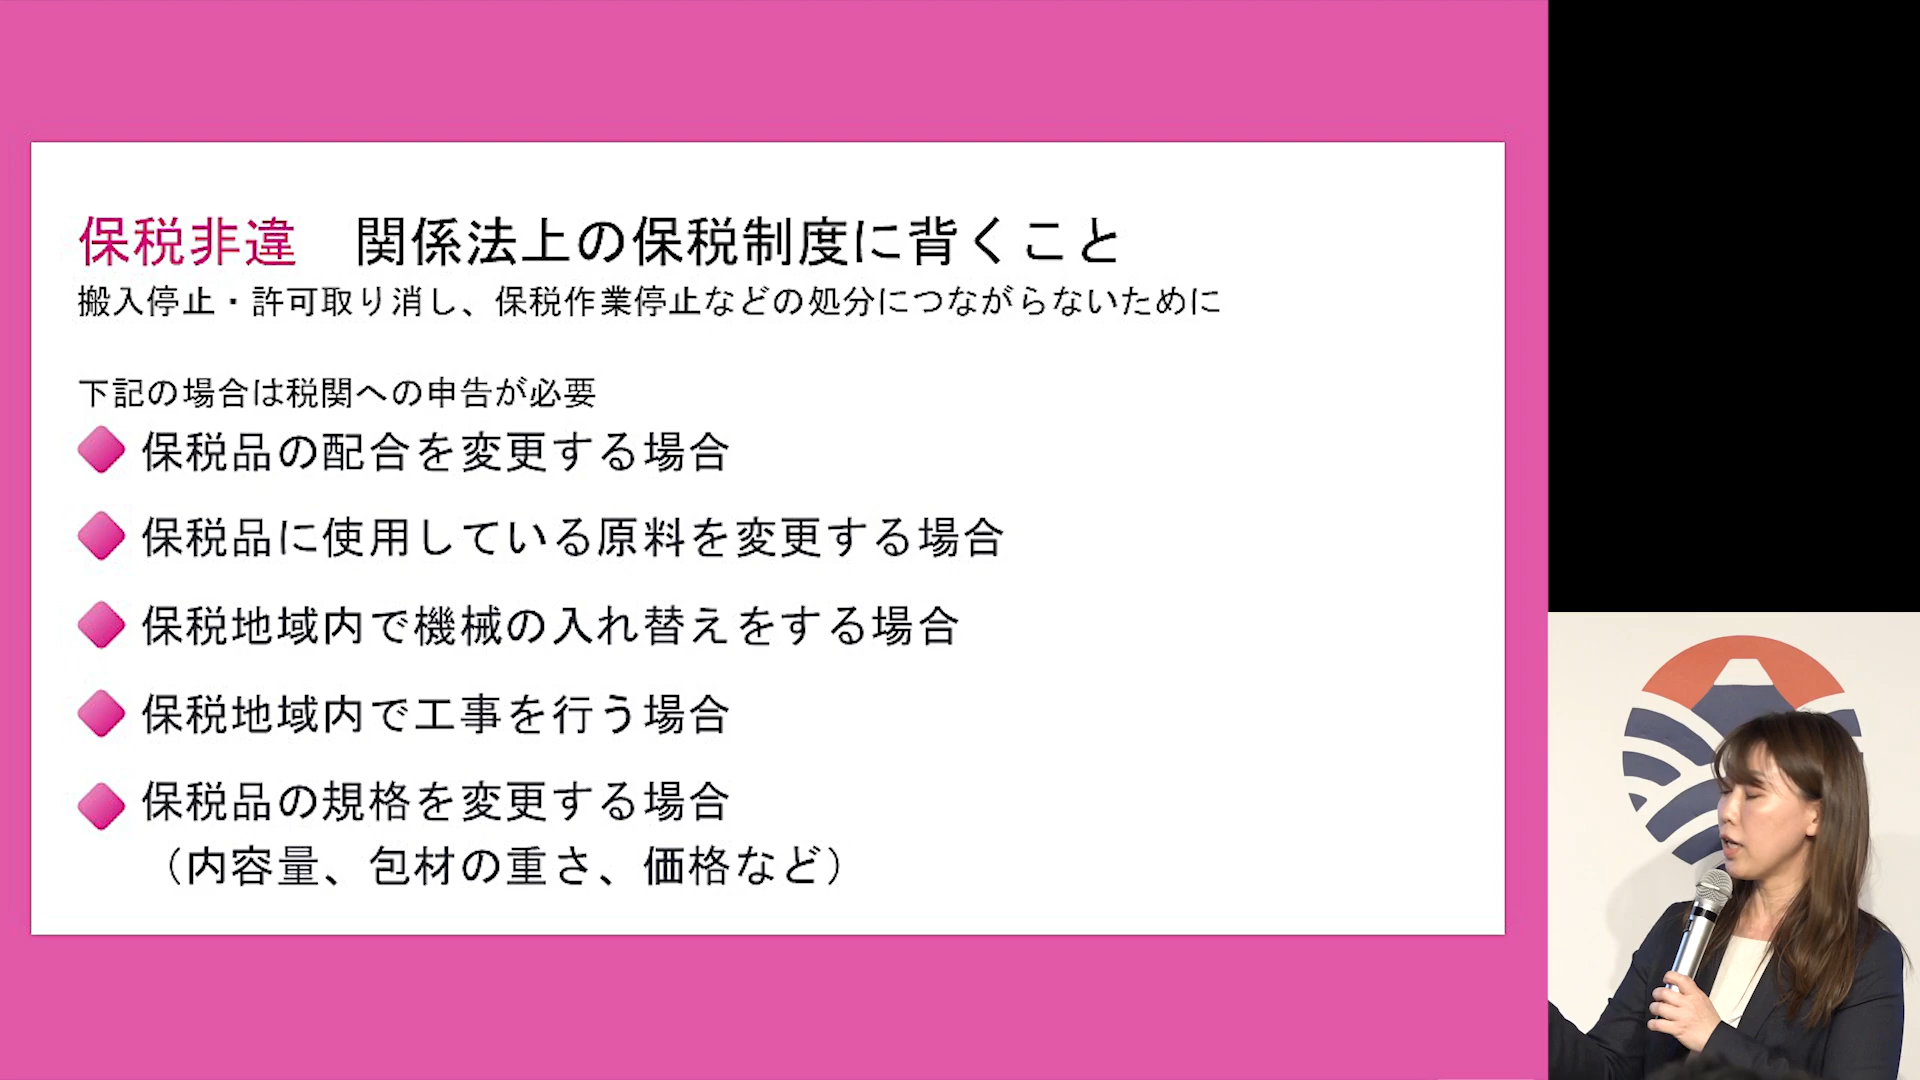 保税非違　関係法上の保税制度に背くこと
搬入停止・許可取り消し、保税作業停止などの処分につながらないために
下記の場合は税関への申告が必要
保税品の配合を変更する場合
保税品に使用している原料を変更する場合
保税地域内で機械の入れ替えをする場合
保税地域内で工事を行う場合
保税品の規格を変更する場合
（内容量、包材の重さ、価格など）